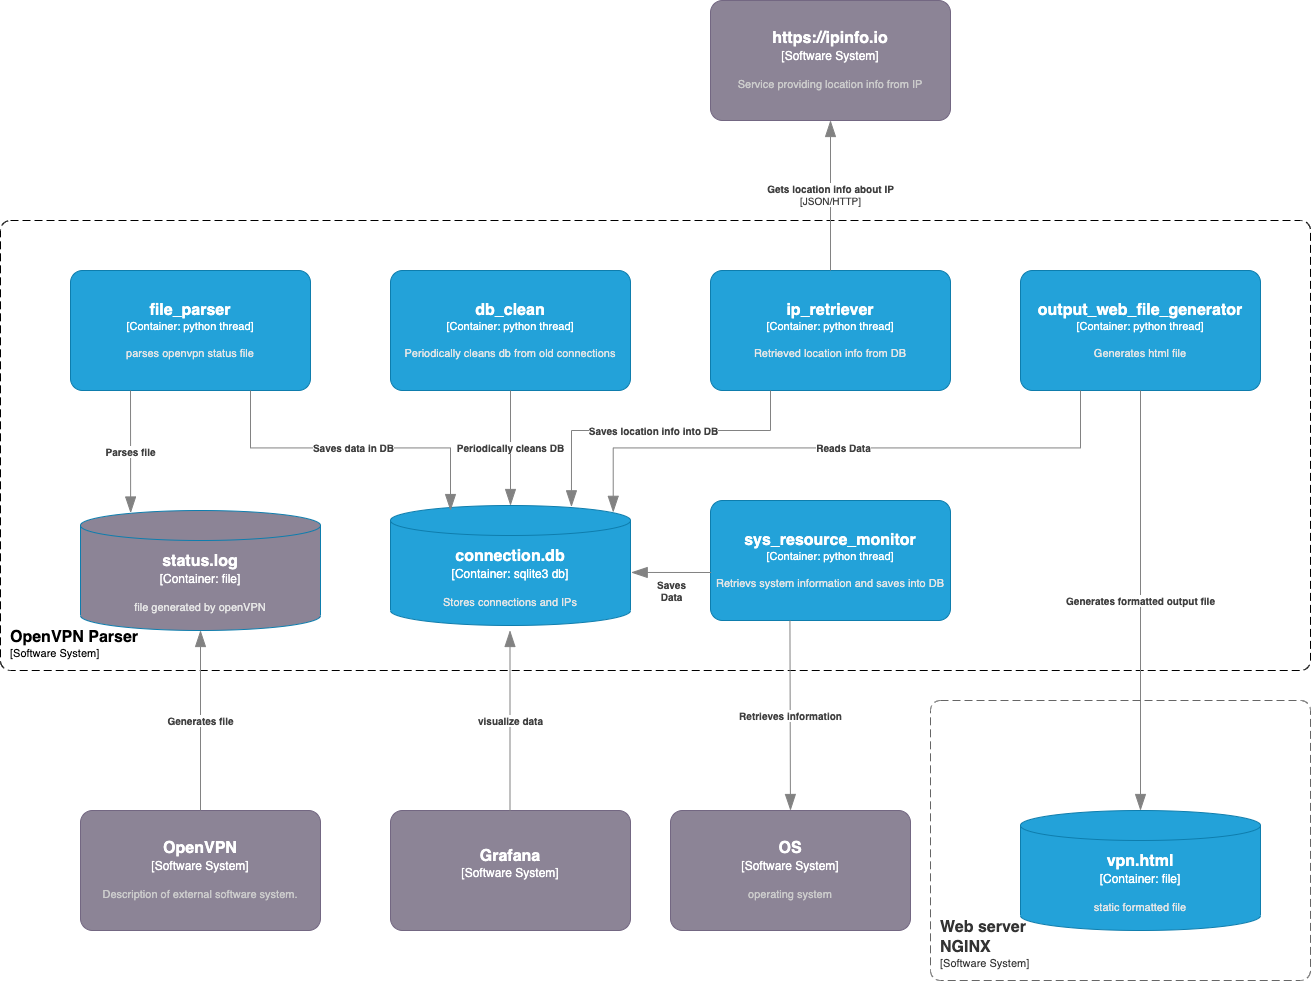 https://ipinfo.io
[Software System]
Service providing location info from IP
Gets location info about IP
[JSON/HTTP]
file_parser
[Container: python thread]
parses openvpn status file
db_clean
[Container: python thread]
Periodically cleans db from old connections
ip_retriever
[Container: python thread]
Retrieved location info from DB
output_web_file_generator
[Container: python thread]
Generates html file
Parses file
Saves data in DB
Periodically cleans DB
Saves location info into DB
Reads Data
status.log
[Container: file]
file generated by openVPN
connection.db
[Container: sqlite3 db]
Stores connections and IPs
Saves
Data
sys_resource_monitor
[Container: python thread]
Retrievs system information and saves into DB
Generates formatted output file
OpenVPN Parser
[Software System]
Generates file
visualize data
Retrieves information
OpenVPN
[Software System]
Description of external software system.
Grafana
[Software System]
OS
[Software System]
operating system
vpn.html
[Container: file]
static formatted file
Web server
NGINX
[Software System]